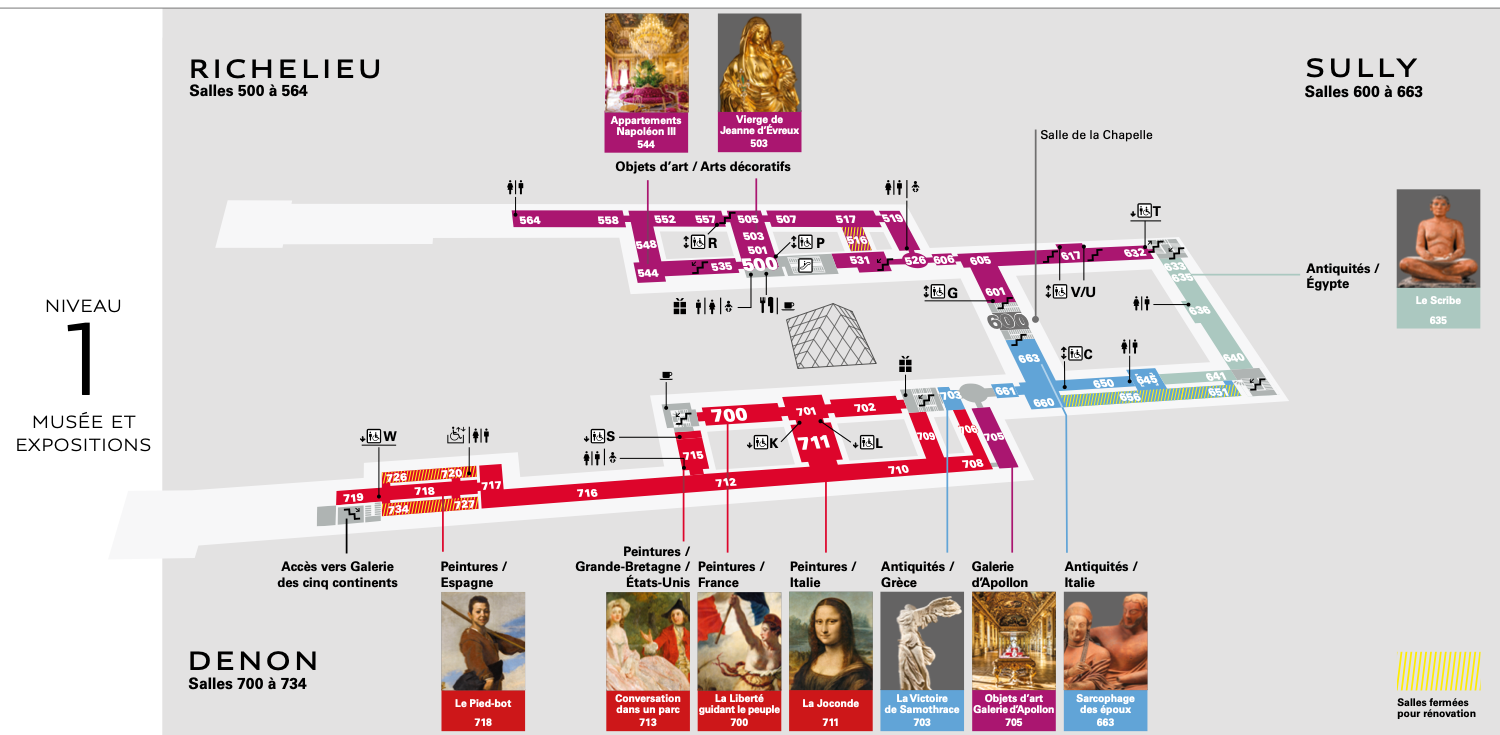 RICHELIEU
Salles 500 à 564
SULLY
Salles 600 à 663
Appartements
Napoléon III
544
Vierge de
Jeanne d'Évreux
503
Objets d'art / Arts décoratifs
Salle de la Chapelle
564
558
552
557
505
507
517
519
548
503
501
516
R
P
544
535
500
531
526
606
605
617
632
T
633
635
601
G
V/U
636
600
663
C
640
641
650
645
656
651
660
661
Antiquités /
Égypte
Le Scribe
635
NIVEAU
1
MUSÉE ET
EXPOSITIONS
700
701
702
703
S
K
711
L
709
706
705
715
708
710
712
716
W
726
720
717
719
718
734
727
Accès vers Galerie
des cinq continents
Peintures /
Espagne
Peintures /
Grande-Bretagne /
États-Unis
Peintures /
France
Peintures /
Italie
Antiquités /
Grèce
Galerie
d'Apollon
Antiquités /
Italie
DENON
Salles 700 à 734
Le Pied-bot
718
Conversation
dans un parc
713
La Liberté
guidant le peuple
700
La Joconde
711
La Victoire
de Samothrace
703
Objets d'art
Galerie d'Apollon
705
Sarcophage
des époux
663
Salles fermées
pour rénovation